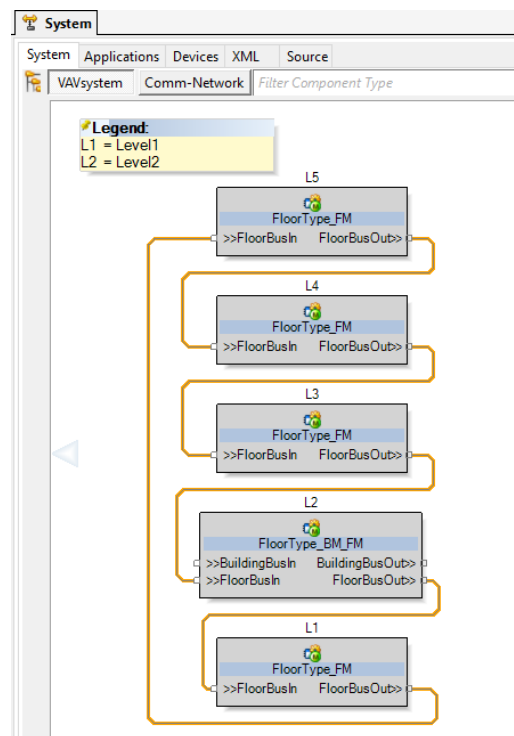 System
System Applications Devices XML Source
VAVsystem Comm-Network Filter Component Type
Legend:
L1 = Level1
L2 = Level2
L5
FloorType_FM
>>FloorBusIn FloorBusOut>>
L4
FloorType_FM
>>FloorBusIn FloorBusOut>>
L3
FloorType_FM
>>FloorBusIn FloorBusOut>>
L2
FloorType_BM_FM
>>BuildingBusIn BuildingBusOut>>
>>FloorBusIn FloorBusOut>>
L1
FloorType_FM
>>FloorBusIn FloorBusOut>>